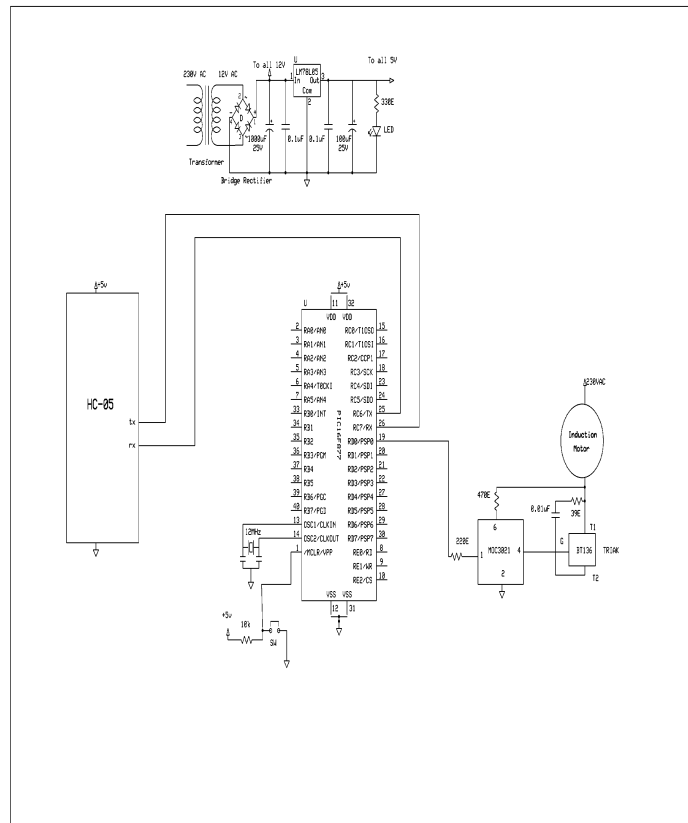 To all 12V
U
To all 5V
230V AC
12V AC
1
LM78L05
3
In Out
Com
2
2
D
1
3
1000uF
25V
0.1uF
0.1uF
100uF
25V
330E
LED
Transformer
Bridge Rectifier
+5v
HC-05
tx
rx
+5v
U
11
32
VDD VDD
PIC16F877
2 RA0/AN0
3 RA1/AN1
4 RA2/AN2
5 RA3/AN3
6 RA4/T0CKI
7 RA5/AN4
33 RB0/INT
34 RB1
35 RB2
36 RB3/PGM
37 RB4
38 RB5
39 RB6/PGC
40 RB7/PGD
13 OSC1/CLKIN
14 OSC2/CLKOUT
1 /MCLR/VPP
RC0/T1OSO 15
RC1/T1OSI 16
RC2/CCP1 17
RC3/SCK 18
RC4/SDI 23
RC5/SDO 24
RC6/TX 25
RC7/RX 26
RD0/PSP0 19
RD1/PSP1 20
RD2/PSP2 21
RD3/PSP3 22
RD4/PSP4 27
RD5/PSP5 28
RD6/PSP6 29
RD7/PSP7 30
RE0/RD 8
RE1/WR 9
RE2/CS 10
VSS VSS
12
31
12MHz
+5v
10k
SW
230VAC
Induction
Motor
470E
0.01uF
39E
220E
6
1
MOC3021
4
2
G
T1
BT136
TRIAK
T2